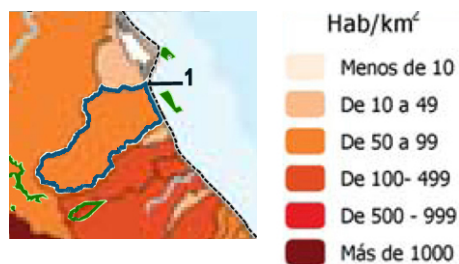 1
Hab/km²
Menos de 10
De 10 a 49
De 50 a 99
De 100- 499
De 500 - 999
Más de 1000